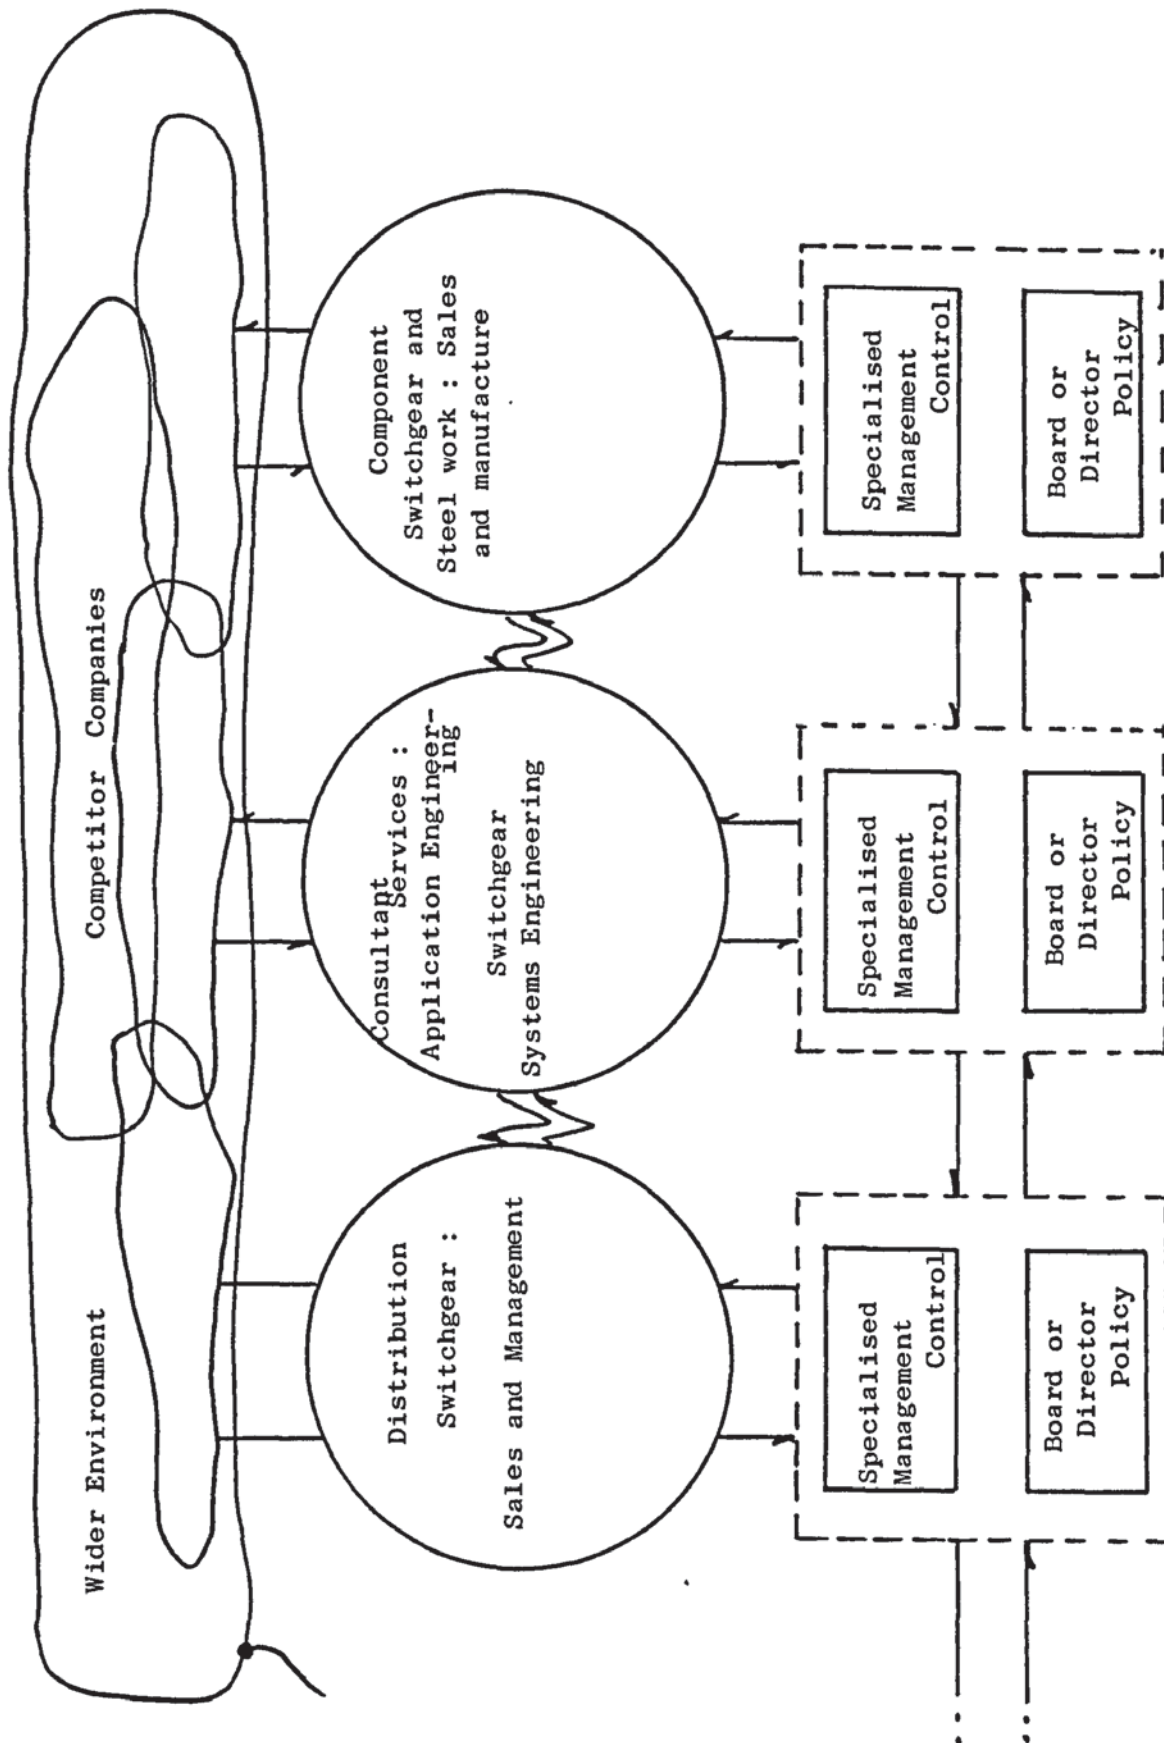 Wider Environment
Competitor Companies
Distribution
Switchgear :
Sales and Management
Consultant
Services :
Application Engineer-
ing
Switchgear
Systems Engineering
Component
Switchgear and
Steel work : Sales
and manufacture
Specialised
Management
Control
Board or
Director
Policy
Specialised
Management
Control
Board or
Director
Policy
Specialised
Management
Control
Board or
Director
Policy